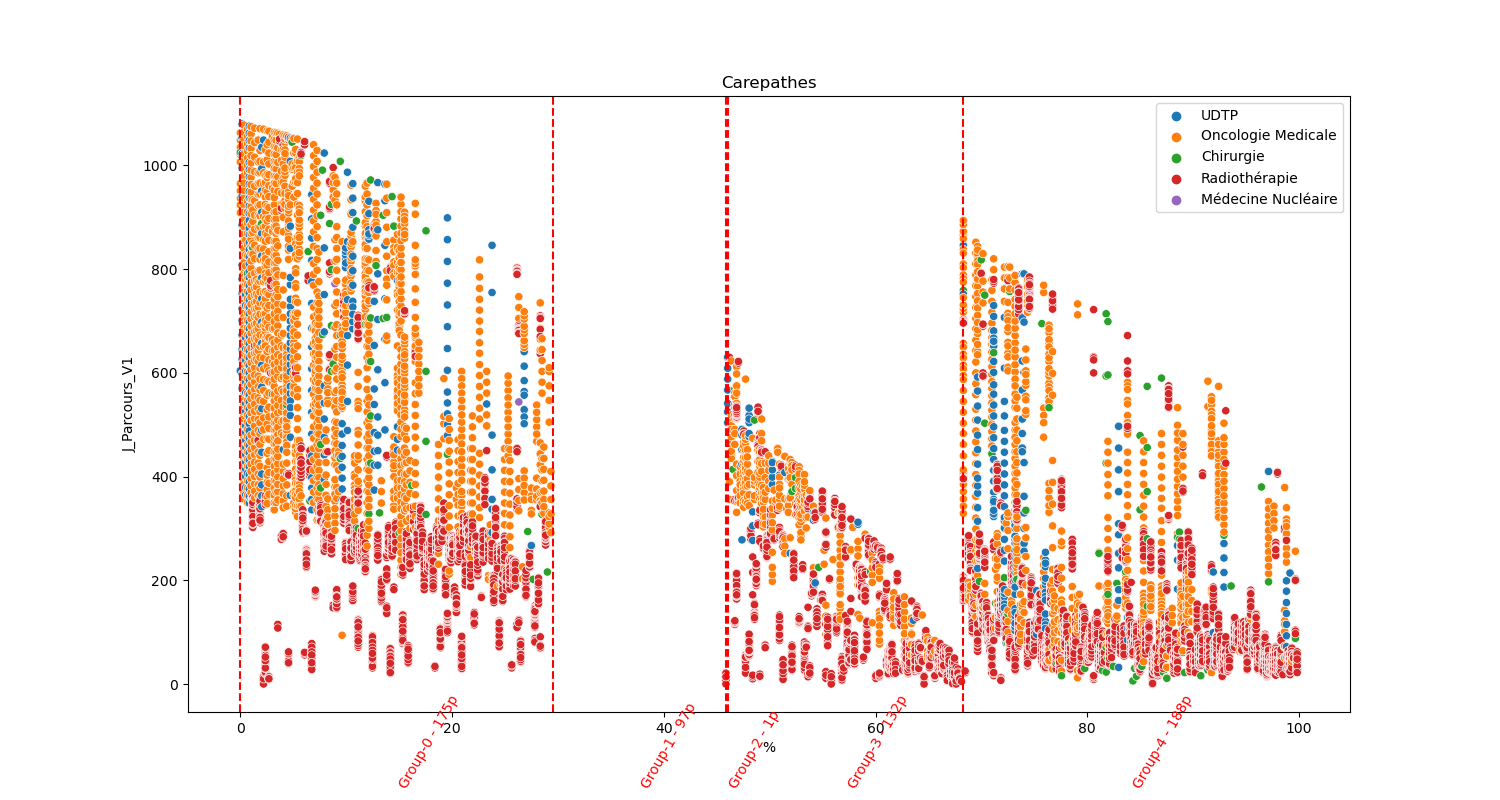 Carepathes
UDTP
Oncologie Medicale
Chirurgie
Radiothérapie
Médecine Nucléaire
J_Parcours_V1
1000
800
600
400
200
0
0
20
40
60
80
100
%
Group-0 - 175p
Group-1 - 97p
Group-2 - 1p
Group-3 - 132p
Group-4 - 188p